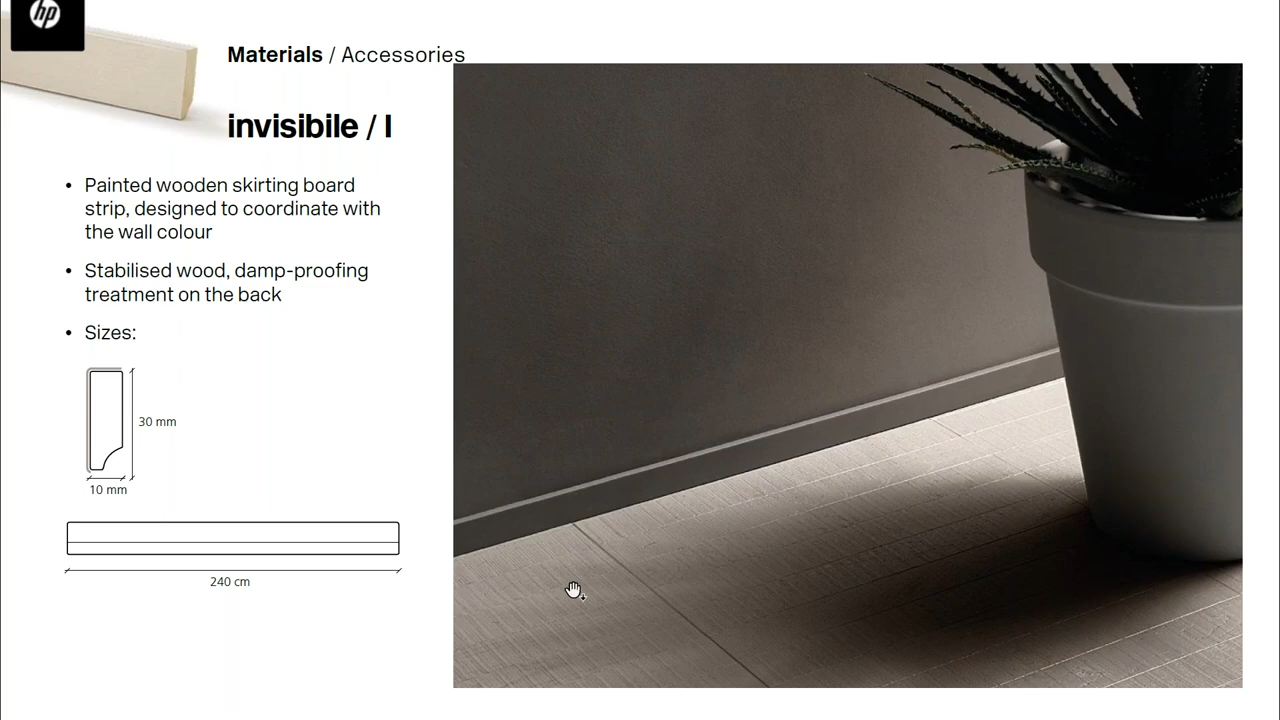 hp
Materials / Accessories
invisibile / I
• Painted wooden skirting board
strip, designed to coordinate with
the wall colour
• Stabilised wood, damp-proofing
treatment on the back
• Sizes:
30 mm
10 mm
240 cm